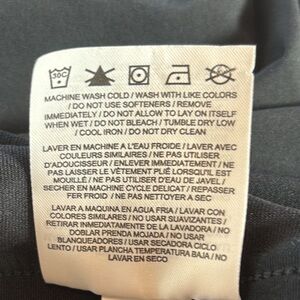 30C
MACHINE WASH COLD / WASH WITH LIKE COLORS
/ DO NOT USE SOFTENERS / REMOVE
IMMEDIATELY / DO NOT ALLOW TO LAY ON ITSELF
WHEN WET / DO NOT BLEACH / TUMBLE DRY LOW
/ COOL IRON / DO NOT DRY CLEAN
LAVER EN MACHINE A L'EAU FROIDE / LAVER AVEC
COULEURS SIMILAIRES / NE PAS UTILISER
D'ADOUCISSEUR / ENLEVER IMMEDIATEMENT / NE
PAS LAISSER LE VÊTEMENT PLIÉ LORSQU'IL EST
MOUILLÉ / NE PAS UTILISER D'EAU DE JAVEL /
SECHER EN MACHINE CYCLE DELICAT / REPASSER
FER FROID / NE PAS NETTOYER A SEC
LAVAR A MAQUINA EN AGUA FRIA / LAVAR CON
COLORES SIMILARES / NO USAR SUAVIZANTES /
RETIRAR INMEDIATAMENTE DE LA LAVADORA / NO
DOBLAR PRENDA MOJADA / NO USAR
BLANQUEADORES / USAR SECADORA CICLO
LENTO / USAR PLANCHA TEMPERATURA BAJA / NO
LAVAR EN SECO